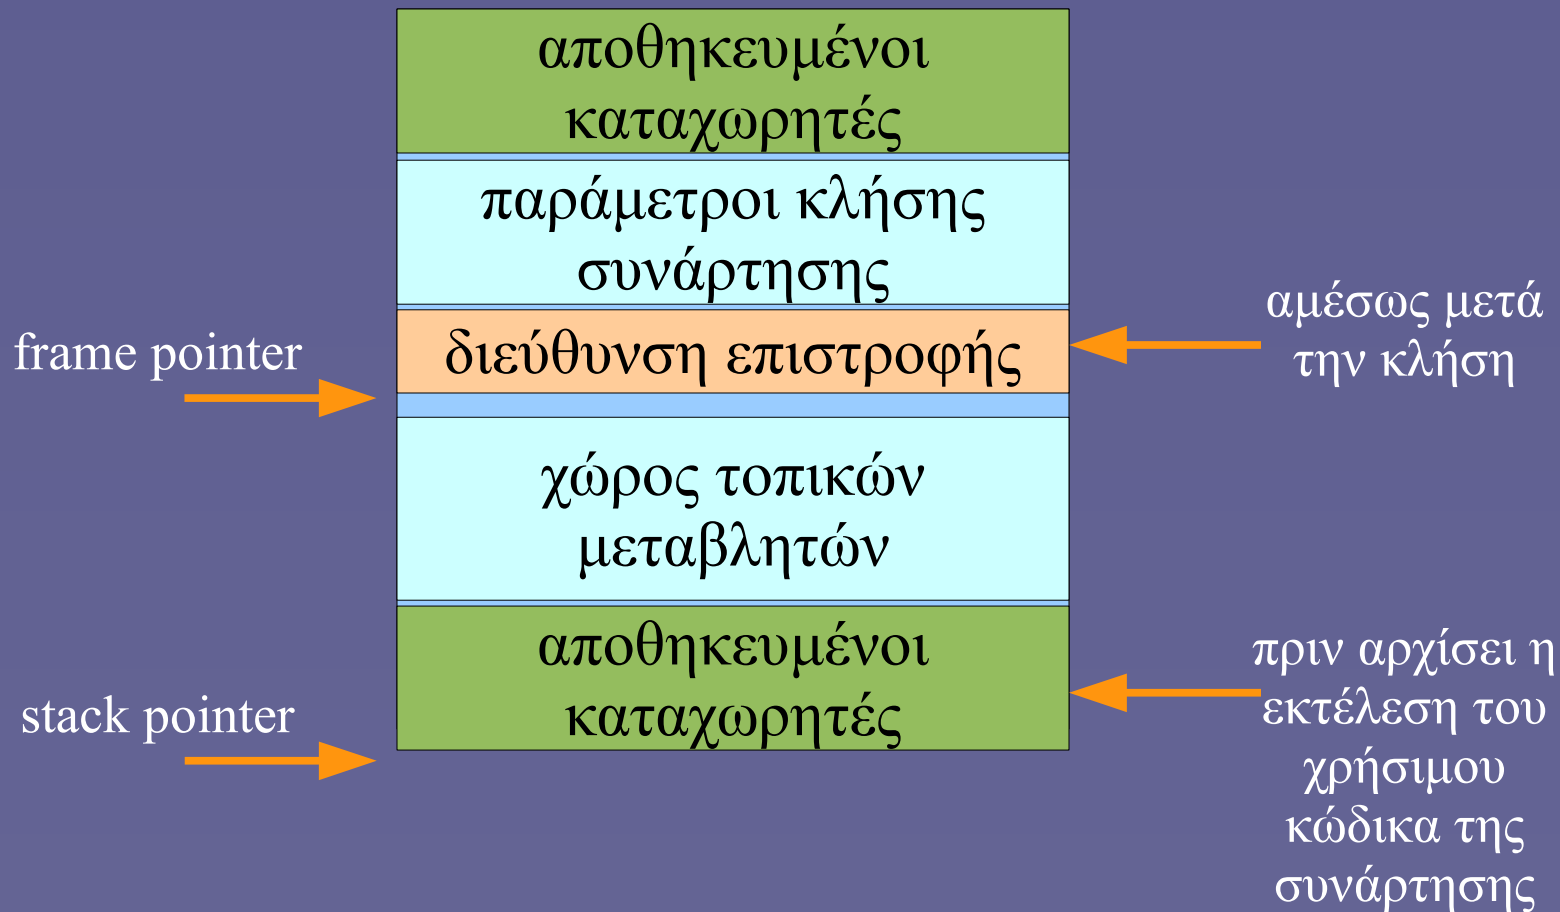 αποθηκευμένοι
καταχωρητές
παράμετροι κλήσης
συνάρτησης
διεύθυνση επιστροφής
χώρος τοπικών
μεταβλητών
αποθηκευμένοι
καταχωρητές
frame pointer
stack pointer
αμέσως μετά
την κλήση
πριν αρχίσει η
εκτέλεση του
χρήσιμου
κώδικα της
συνάρτησης